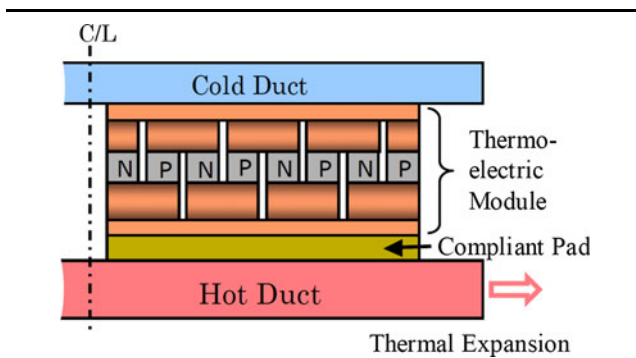 C/L
Cold Duct
N P N P N P N P
Thermo-
electric
Module
Compliant Pad
Hot Duct
Thermal Expansion